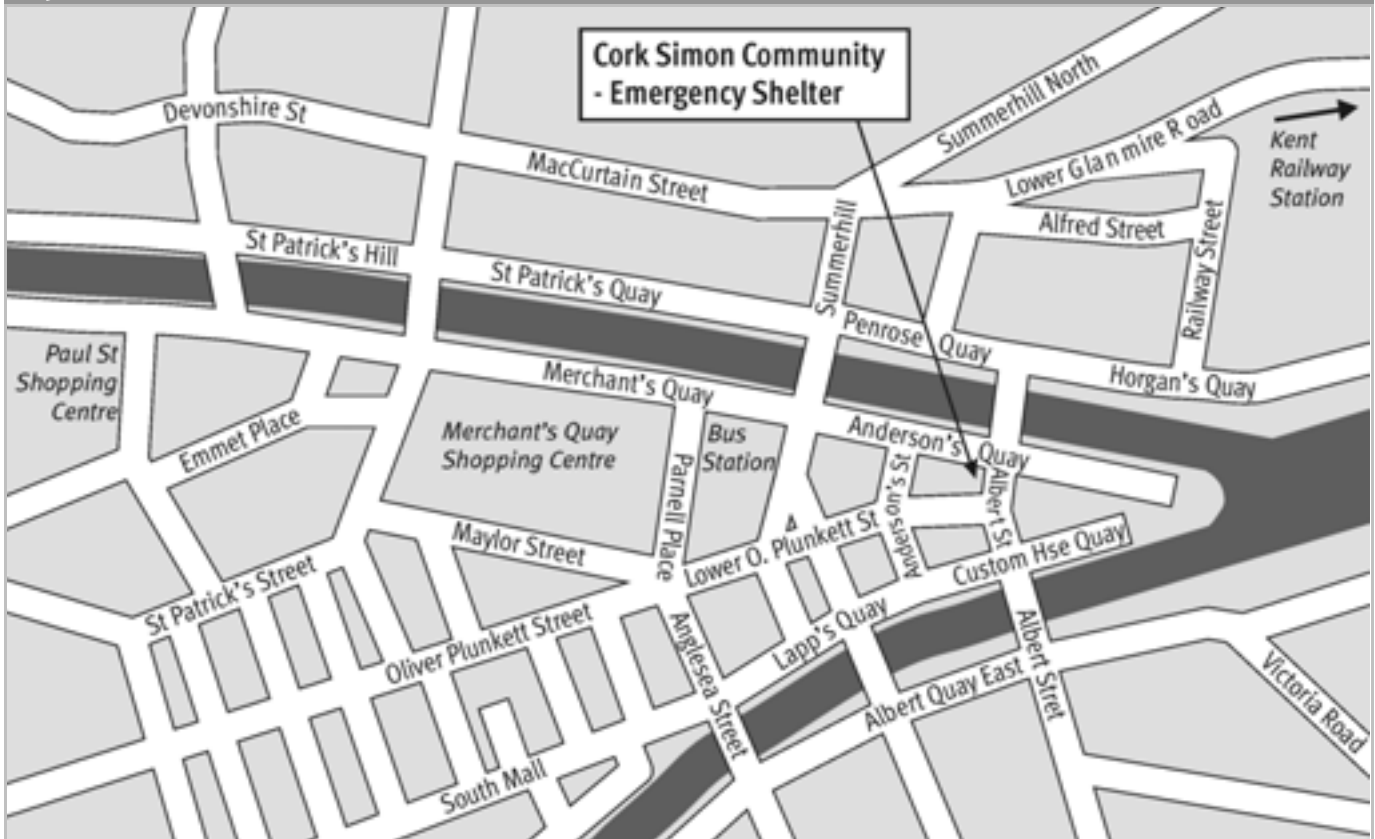 Cork Simon Community
- Emergency Shelter
Summerhill North
Devonshire St
Lower Glanmire Road
Kent
Railway
Station
MacCurtain Street
Alfred Street
Summerhill
Railway Street
St Patrick's Hill
St Patrick's Quay
Penrose Quay
Horgan's Quay
Paul St
Shopping
Centre
Merchant's Quay
Emmet Place
Merchant's Quay
Shopping Centre
Bus
Station
Anderson's Quay
Parnell Place
Anderson's St
Albert St
Maylor Street
Lower O. Plunkett St
Custom Hse Quay
St Patrick's Street
Oliver Plunkett Street
Anglesea Street
Lapp's Quay
Albert Stret
Albert Quay East
Victoria Road
South Mall